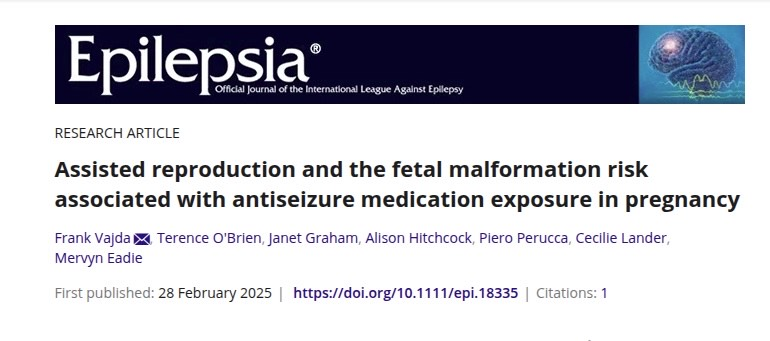 Epilepsia®
Official Journal of the International League Against Epilepsy
RESEARCH ARTICLE
Assisted reproduction and the fetal malformation risk
associated with antiseizure medication exposure in pregnancy
Frank Vajda, Terence O'Brien, Janet Graham, Alison Hitchcock, Piero Perucca, Cecilie Lander,
Mervyn Eadie
First published: 28 February 2025 | https://doi.org/10.1111/epi.18335 | Citations: 1